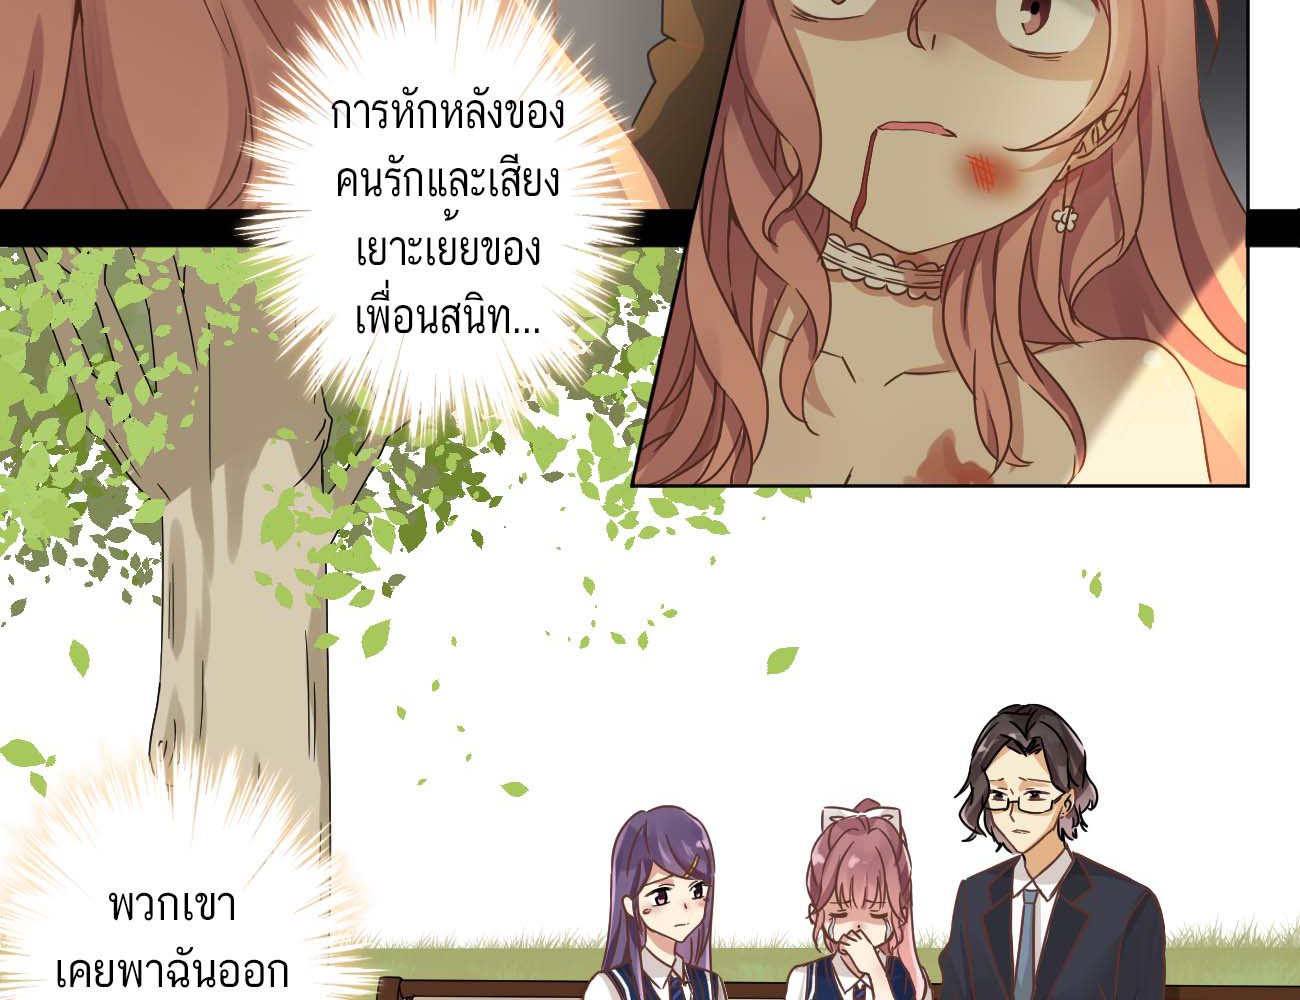 การหักหลังของ
คนรักและเสียง
เยาะเย้ยของ
เพื่อนสนิท...
พวกเขา
เคยพาฉันออก